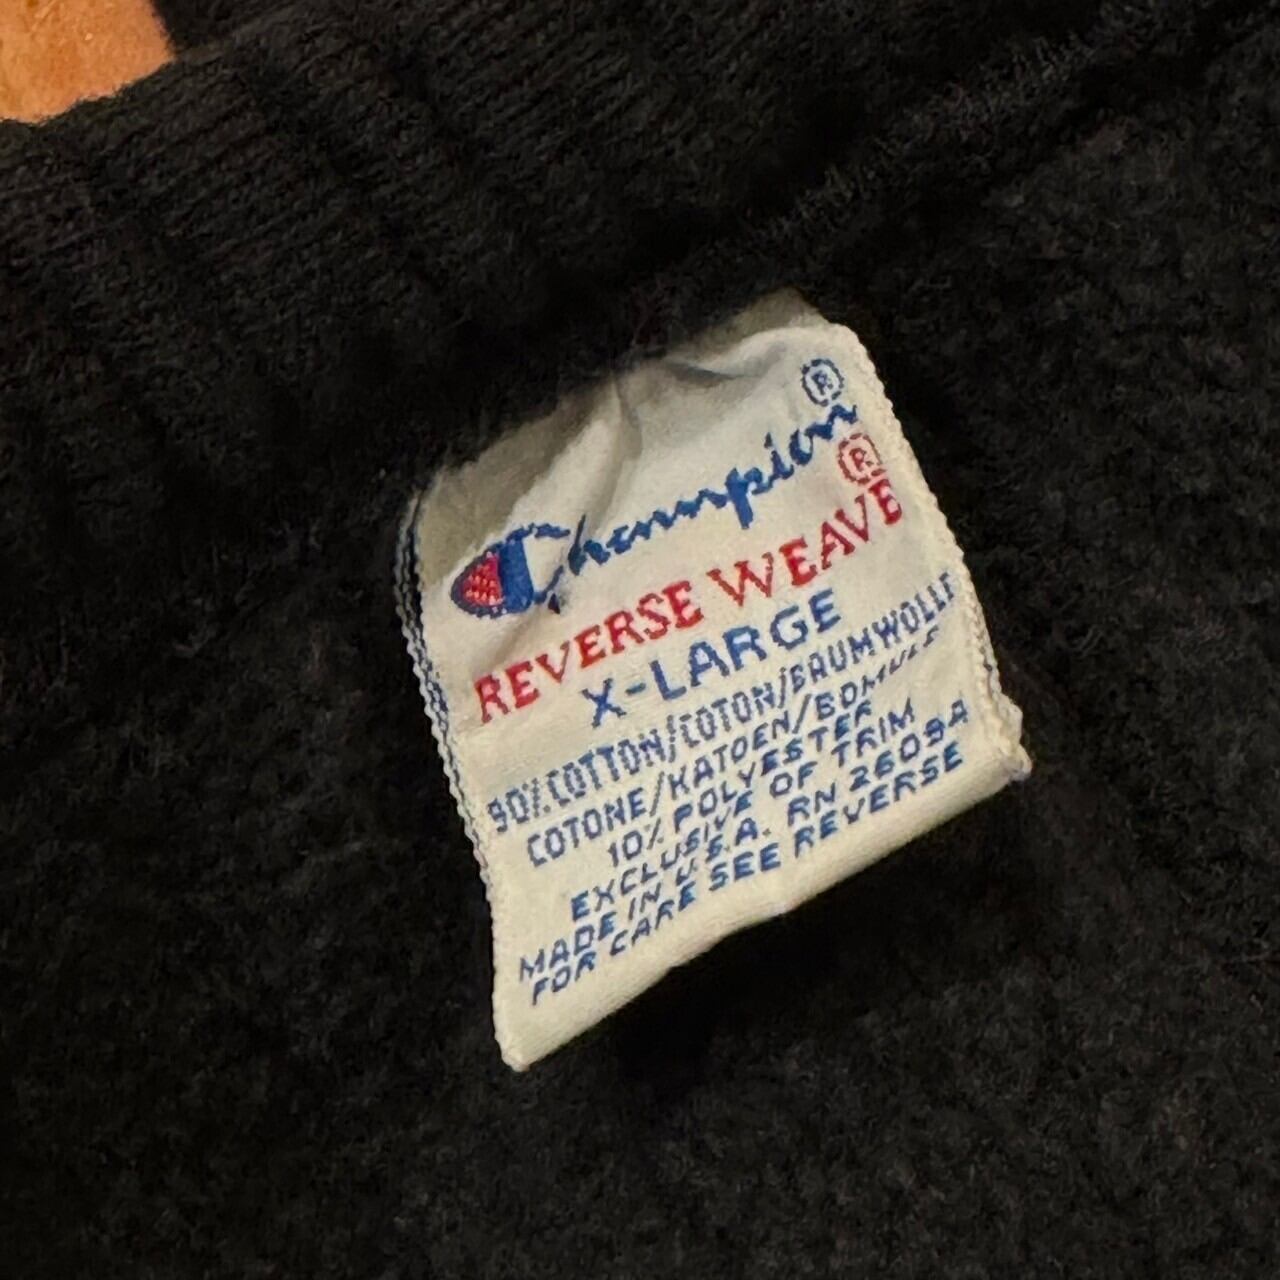 Champion®
REVERSE WEAVE®
X-LARGE
90% COTTON/COTON/BAUMWOLLE
COTONE/KATOEN/BOMULL
10% POLYESTER
EXCLUSIVE OF TRIM
MADE IN U.S.A. RN 26094
FOR CARE SEE REVERSE